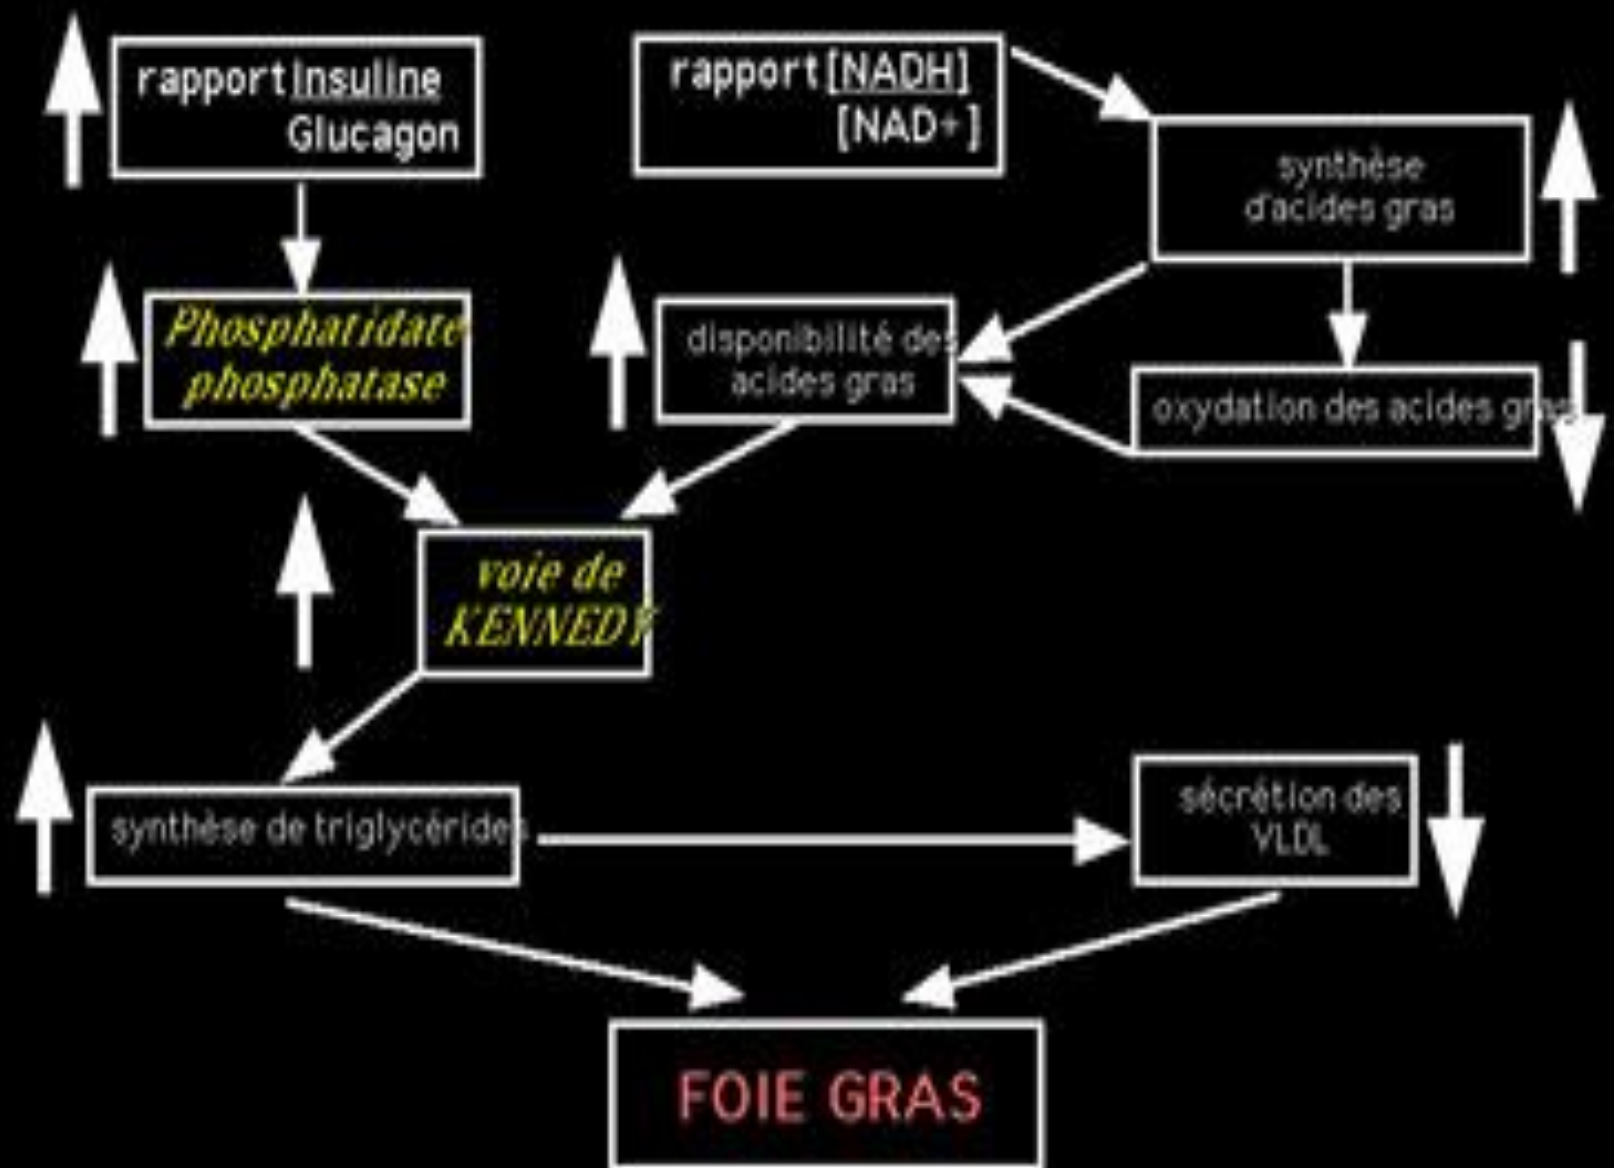 rapport Insuline
Glucagon
rapport [NADH]
[NAD+]
synthèse
d'acides gras
Phosphatidate
phosphatase
disponibilité des
acides gras
oxydation des acides gras
voie de
KENNEDY
synthèse de triglycérides
sécrétion des
VLDL
FOIE GRAS